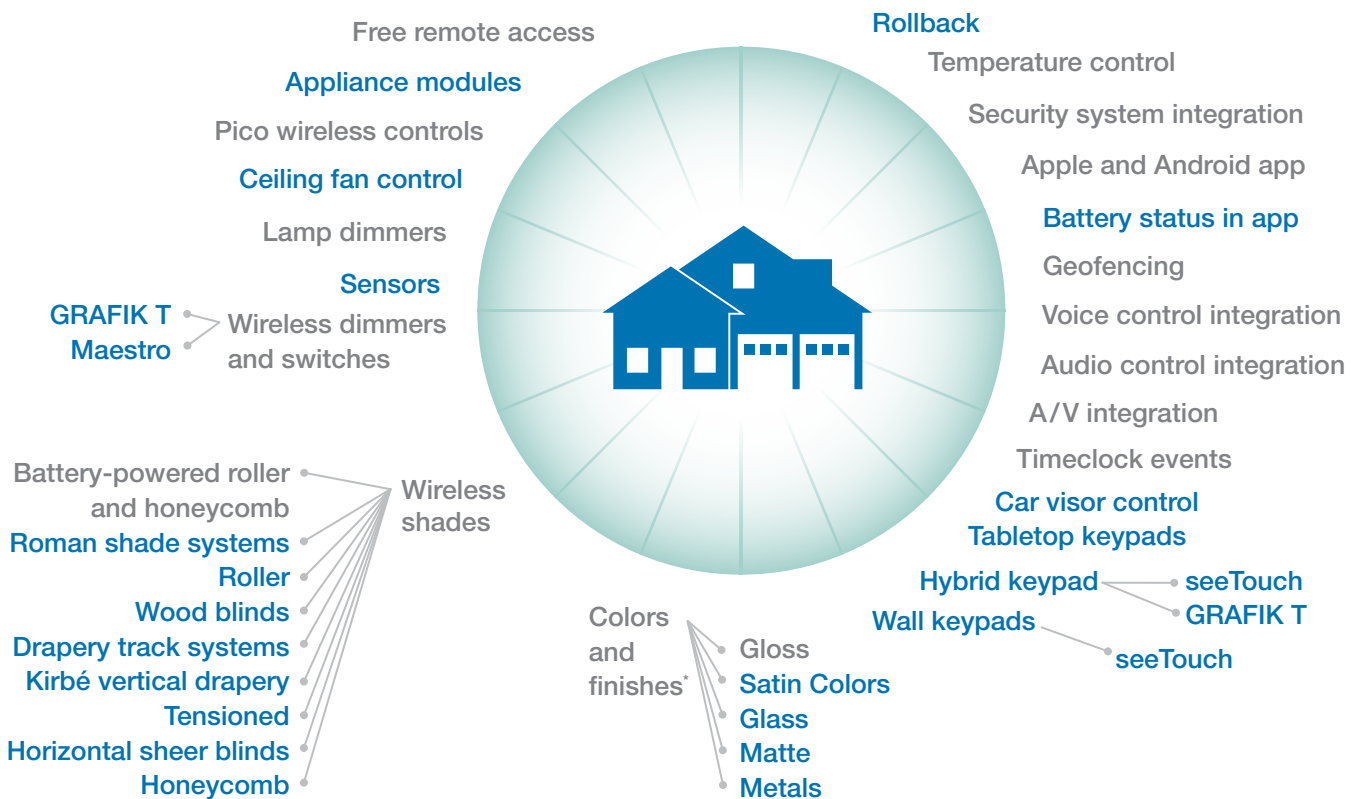 Free remote access
Appliance modules
Pico wireless controls
Ceiling fan control
Lamp dimmers
Sensors
GRAFIK T
Maestro
Wireless dimmers
and switches
Battery-powered roller
and honeycomb
Roman shade systems
Roller
Wood blinds
Drapery track systems
Kirbé vertical drapery
Tensioned
Horizontal sheer blinds
Honeycomb
Wireless
shades
Colors
and
finishes*
Gloss
Satin Colors
Glass
Matte
Metals
Rollback
Temperature control
Security system integration
Apple and Android app
Battery status in app
Geofencing
Voice control integration
Audio control integration
A/V integration
Timeclock events
Car visor control
Tabletop keypads
Hybrid keypad
seeTouch
GRAFIK T
Wall keypads
seeTouch